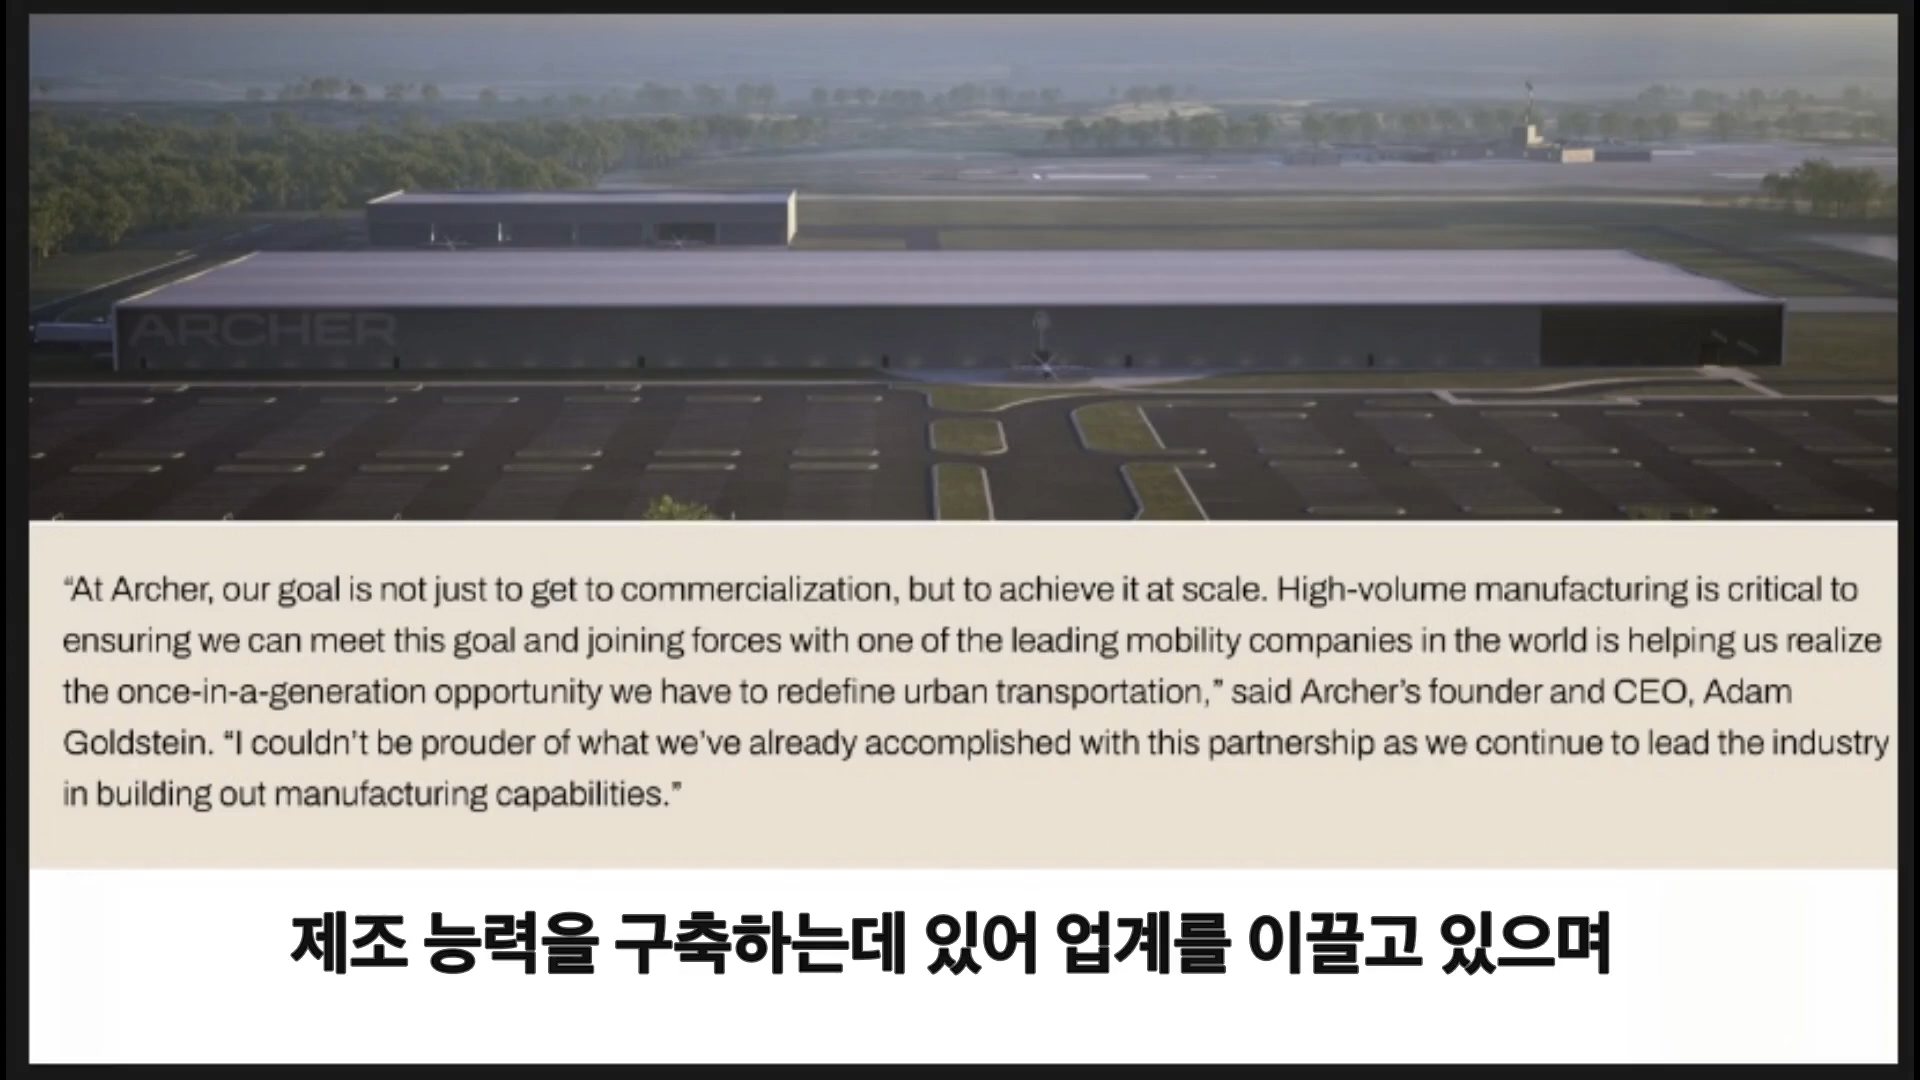 ARCHER
“At Archer, our goal is not just to get to commercialization, but to achieve it at scale. High-volume manufacturing is critical to
ensuring we can meet this goal and joining forces with one of the leading mobility companies in the world is helping us realize
the once-in-a-generation opportunity we have to redefine urban transportation,” said Archer’s founder and CEO, Adam
Goldstein. “I couldn’t be prouder of what we’ve already accomplished with this partnership as we continue to lead the industry
in building out manufacturing capabilities.”
제조 능력을 구축하는데 있어 업계를 이끌고 있으며